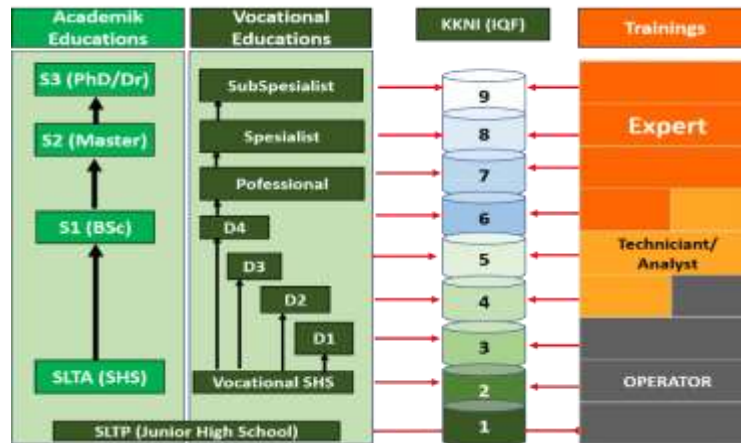 Academik
Educations
Vocational
Educations
KKNI (IQF)
Trainings
S3 (PhD/Dr)
S2 (Master)
S1 (BSc)
SLTA (SHS)
SubSpesialist
Spesialist
Pofessional
D4
D3
D2
D1
Vocational SHS
SLTP (Junior High School)
9
8
7
6
5
4
3
2
1
Expert
Techniciant/
Analyst
OPERATOR